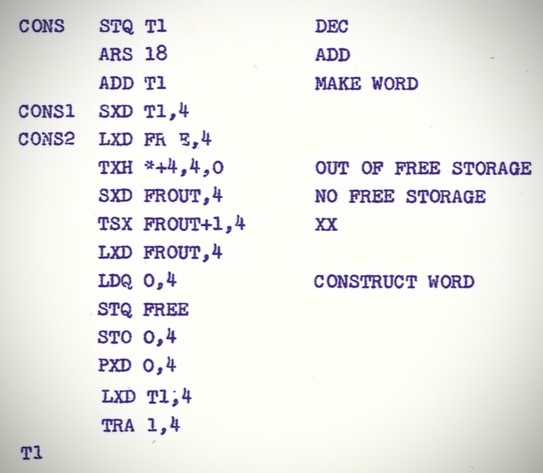 CONS STQ T1 DEC
ARS 18 ADD
ADD T1 MAKE WORD
CONS1 SXD T1,4
CONS2 LXD ,4
TXH *+4,4,0 OUT OF FREE STORAGE
SXD FROUT,4 NO FREE STORAGE
TSX FROUT+1,4 XX
LXD FROUT,4
LDQ 0,4 CONSTRUCT WORD
STQ FREE
STO 0,4
PXD 0,4
LXD T1,4
TRA 1,4
T1